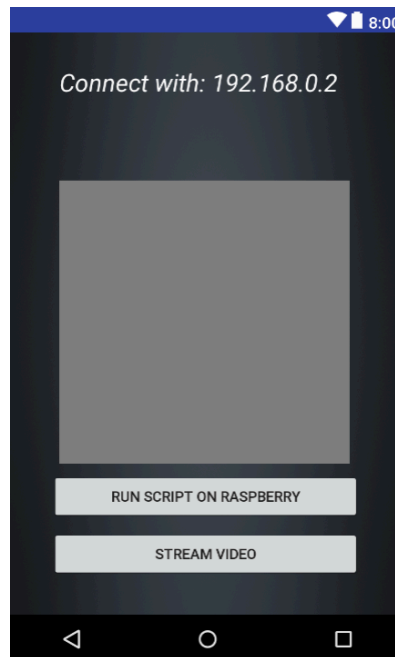 8:00
Connect with: 192.168.0.2
RUN SCRIPT ON RASPBERRY
STREAM VIDEO